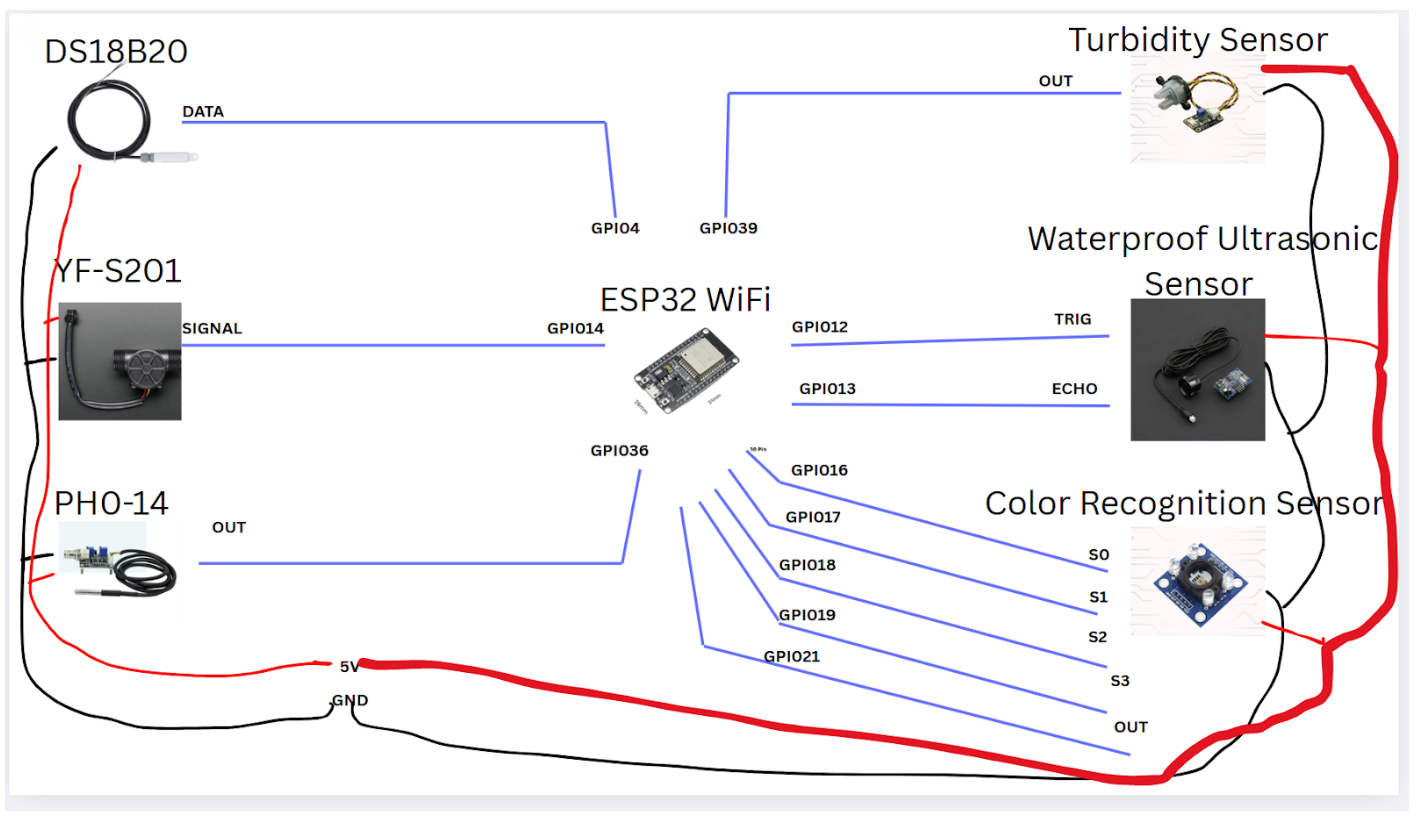 DS18B20
Turbidity Sensor
DATA
OUT
GPIO4
GPIO39
Waterproof Ultrasonic
Sensor
YF-S201
ESP32 WiFi
SIGNAL
GPIO14
GPIO12
TRIG
GPIO13
ECHO
GPIO36
30 Pin
GPIO16
PH0-14
Color Recognition Sensor
OUT
GPIO17
S0
GPIO18
S1
GPIO19
S2
GPIO21
5V
S3
GND
OUT